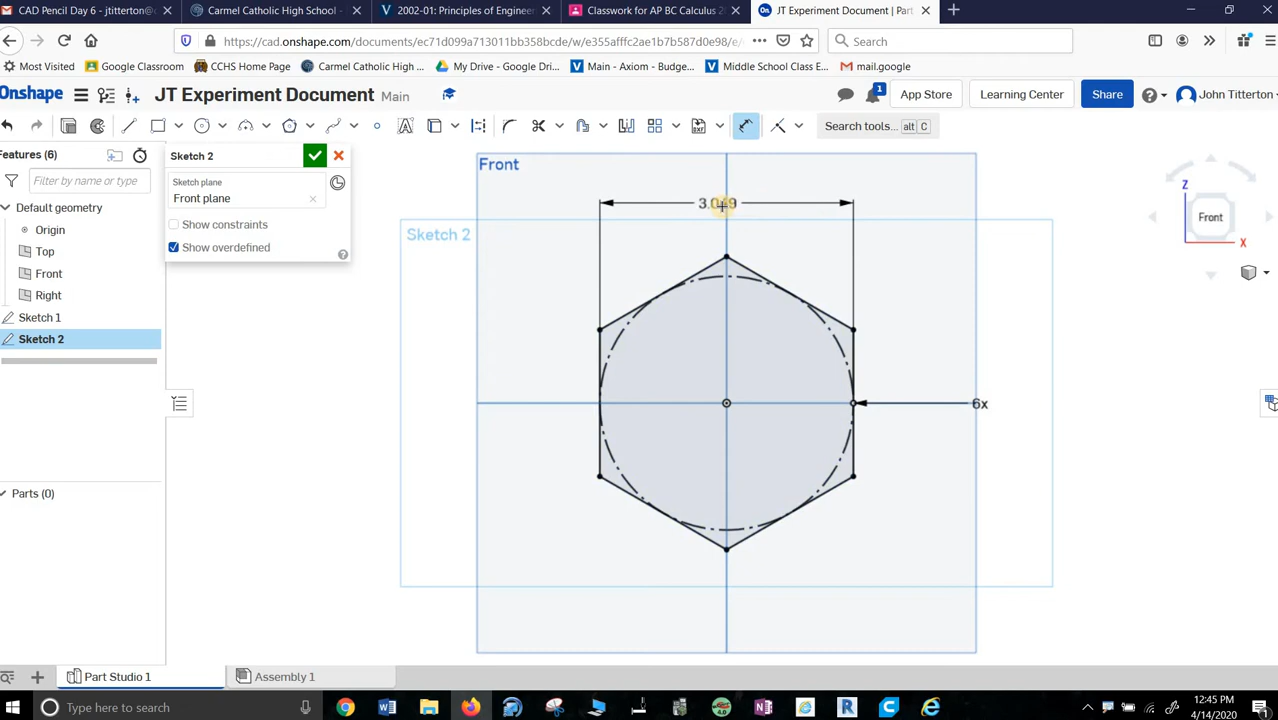 CAD Pencil Day 6 - jtitterton@c
Carmel Catholic High School -
2002-01: Principles of Engineer
Classwork for AP BC Calculus 2
JT Experiment Document | Part
https://cad.onshape.com/documents/ec71d099a713011bb358bcde/w/e355afffc2ae1b7b587d0e98/e/
Search
Most Visited
Google Classroom
CCHS Home Page
Carmel Catholic High ...
My Drive - Google Dri...
Main - Axiom - Budge...
Middle School Class E...
mail.google
Onshape
JT Experiment Document Main
1
App Store
Learning Center
Share
John Titterton
Search tools... alt C
Features (6)
Filter by name or type
Default geometry
Origin
Top
Front
Right
Sketch 1
Sketch 2
Parts (0)
Sketch 2
Sketch plane
Front plane
Show constraints
Show overdefined
Front
Sketch 2
6x
Z
Front
X
Part Studio 1
Assembly 1
Type here to search
4.0
12:45 PM
4/14/2020
1